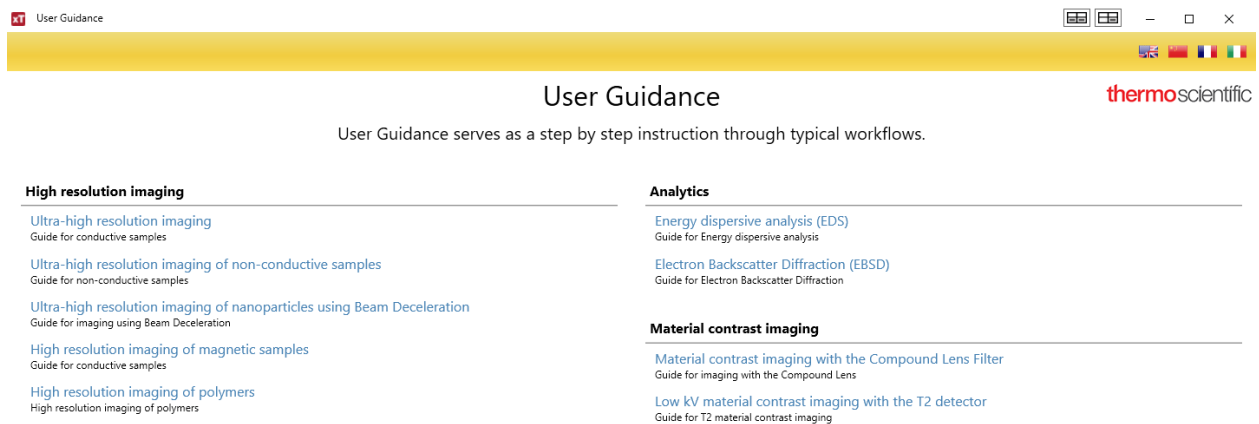 xT User Guidance
User Guidance
thermoscientific
User Guidance serves as a step by step instruction through typical workflows.
High resolution imaging
Ultra-high resolution imaging
Guide for conductive samples
Ultra-high resolution imaging of non-conductive samples
Guide for non-conductive samples
Ultra-high resolution imaging of nanoparticles using Beam Deceleration
Guide for imaging using Beam Deceleration
High resolution imaging of magnetic samples
Guide for conductive samples
High resolution imaging of polymers
High resolution imaging of polymers
Analytics
Energy dispersive analysis (EDS)
Guide for Energy dispersive analysis
Electron Backscatter Diffraction (EBSD)
Guide for Electron Backscatter Diffraction
Material contrast imaging
Material contrast imaging with the Compound Lens Filter
Guide for imaging with the Compound Lens
Low kV material contrast imaging with the T2 detector
Guide for T2 material contrast imaging